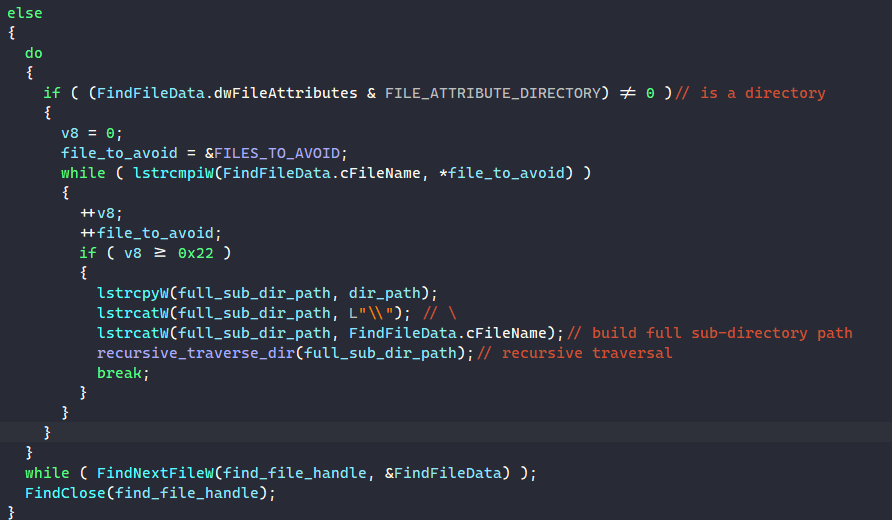 else
{
do
{
if ( (FindFileData.dwFileAttributes & FILE_ATTRIBUTE_DIRECTORY) ≠ 0 )// is a directory
{
v8 = 0;
file_to_avoid = &FILES_TO_AVOID;
while ( lstrcmpiW(FindFileData.cFileName, *file_to_avoid) )
{
++v8;
++file_to_avoid;
if ( v8 ≥ 0x22 )
{
lstrcpyW(full_sub_dir_path, dir_path);
lstrcatW(full_sub_dir_path, L"\\"); // \
lstrcatW(full_sub_dir_path, FindFileData.cFileName);// build full sub-directory path
recursive_traverse_dir(full_sub_dir_path);// recursive traversal
break;
}
}
}
}
while ( FindNextFileW(find_file_handle, &FindFileData) );
FindClose(find_file_handle);
}